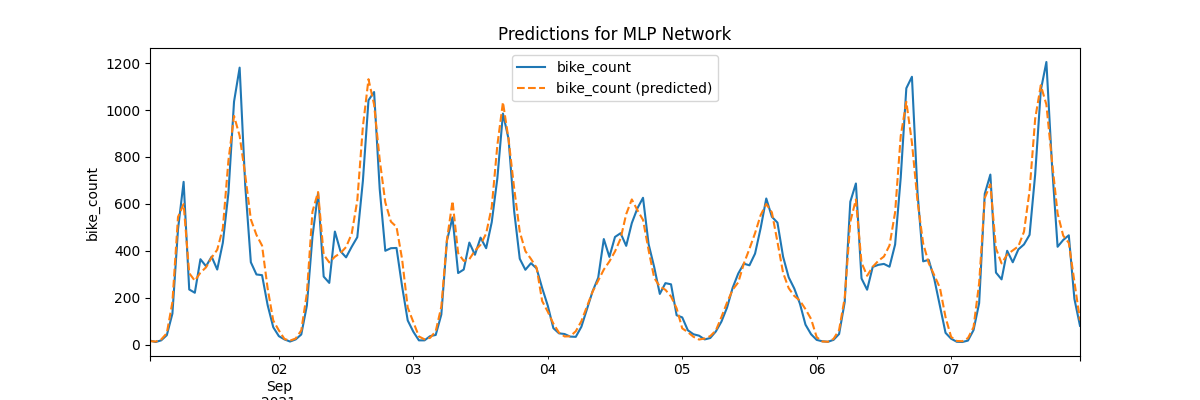 Predictions for MLP Network
bike_count
bike_count (predicted)
bike_count
1200
1000
800
600
400
200
0
02
03
04
05
06
07
Sep
2021